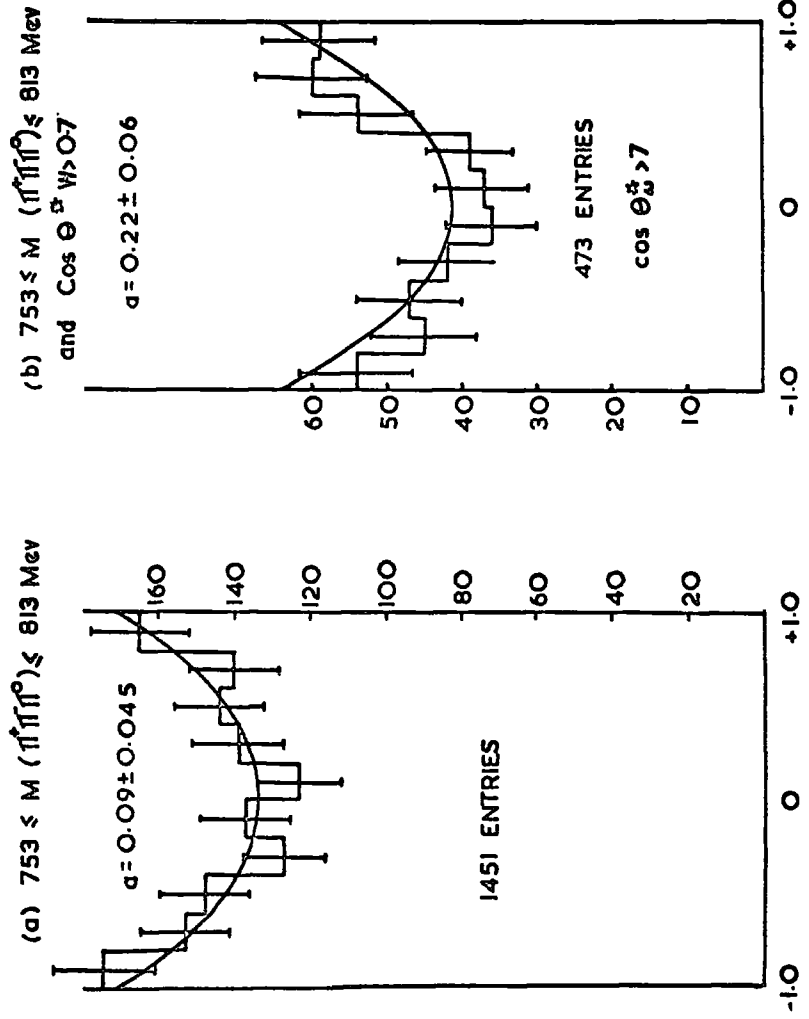 (a) 753 ≤ M (π⁺π⁻π⁰) ≤ 813 Mev
a = 0.09 ± 0.045
160
140
120
100
80
60
40
20
1451 ENTRIES
-1.0
0
+1.0
(b) 753 ≤ M (π⁺π⁻π⁰) ≤ 813 Mev
and Cos θ* W>0.7
a = 0.22 ± 0.06
60
50
40
30
20
10
473 ENTRIES
cos θ*ω >7
-1.0
0
+1.0